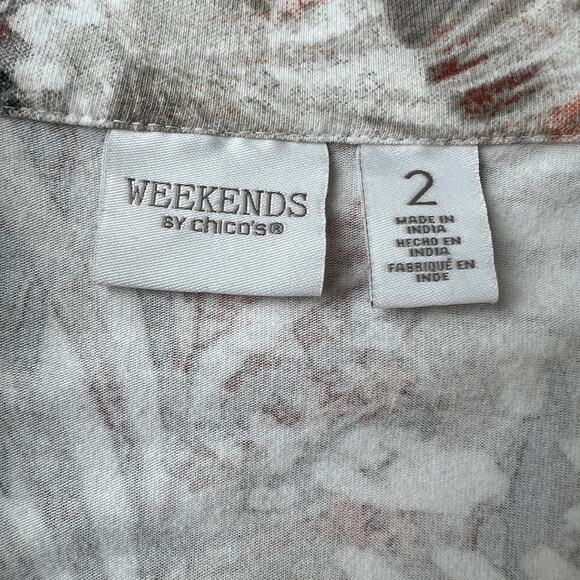 WEEKENDS
BY chico's®
2
MADE IN
INDIA
HECHO EN
INDIA
FABRIQUÉ EN
INDE